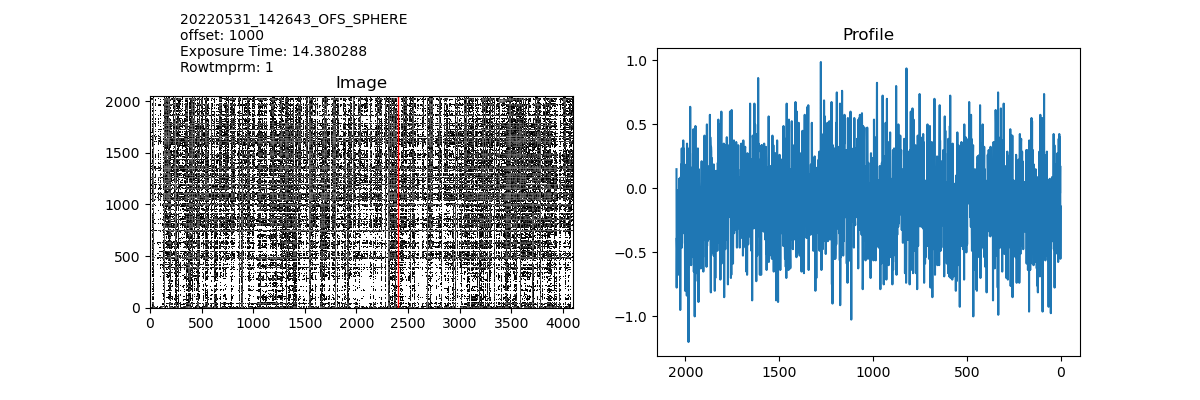 20220531_142643_OFS_SPHERE
offset: 1000
Exposure Time: 14.380288
Rowtmprm: 1
Image
2000
1500
1000
500
0
0 500 1000 1500 2000 2500 3000 3500 4000
Profile
1.0
0.5
0.0
−0.5
−1.0
2000 1500 1000 500 0